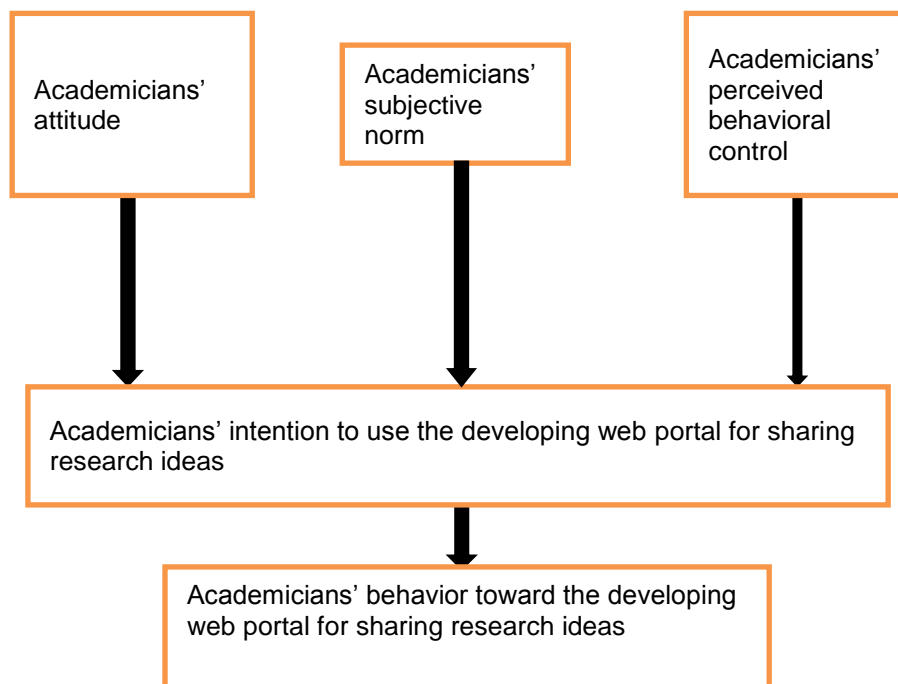 Academicians’
attitude
Academicians’
subjective
norm
Academicians’
perceived
behavioral
control
Academicians’ intention to use the developing web portal for sharing
research ideas
Academicians’ behavior toward the developing
web portal for sharing research ideas